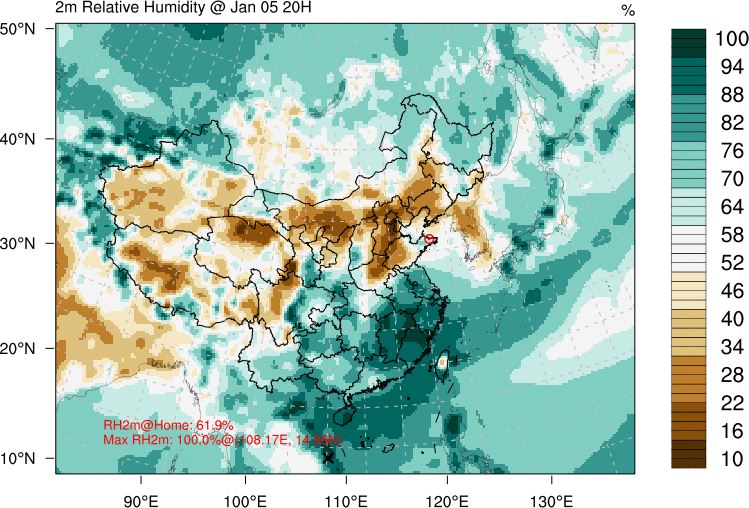 2m Relative Humidity @ Jan 05 20H
%
50°N
40°N
30°N
20°N
10°N
90°E
100°E
110°E
120°E
130°E
RH2m@Home: 61.9%
Max RH2m: 100.0%@(108.17E, 14.96N)
100
94
88
82
76
70
64
58
52
46
40
34
28
22
16
10